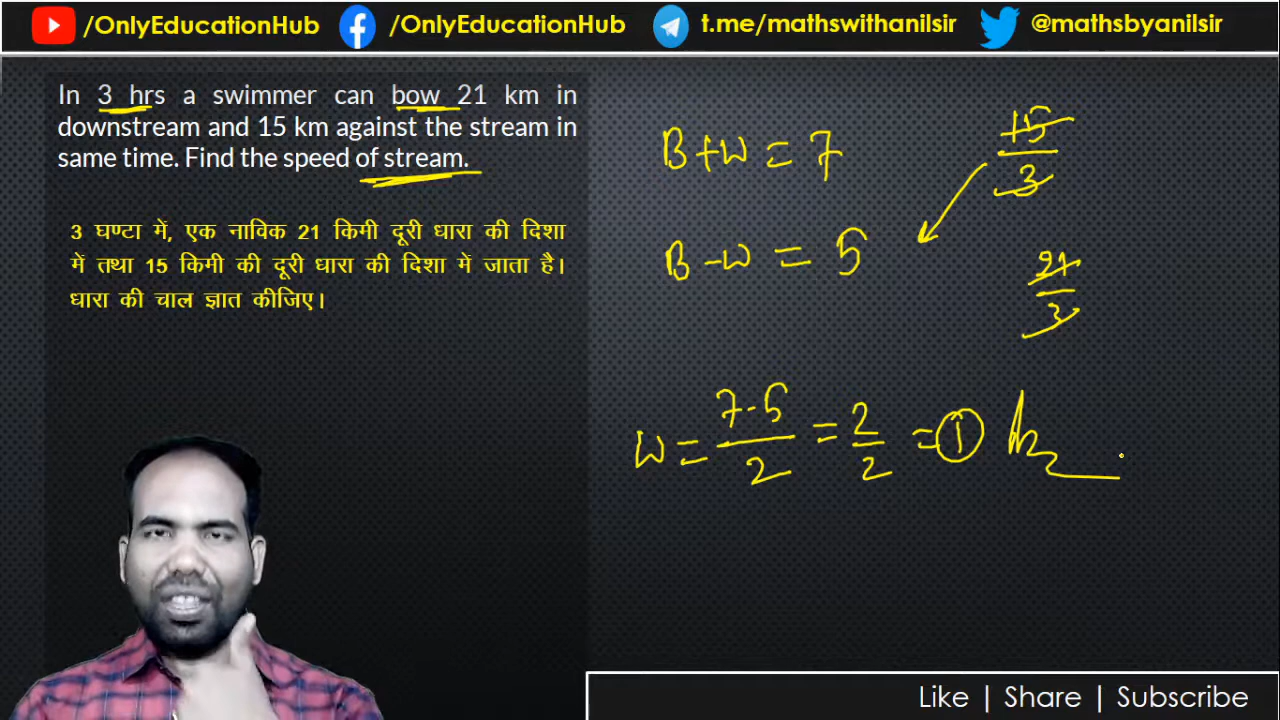 /OnlyEducationHub /OnlyEducationHub t.me/mathswithanilsir @mathsbyanilsir
In 3 hrs a swimmer can bow 21 km in
downstream and 15 km against the stream in
same time. Find the speed of stream.
3 घण्टा में, एक नाविक 21 किमी दूरी धारा की दिशा
में तथा 15 किमी की दूरी धारा की दिशा में जाता है।
धारा की चाल ज्ञात कीजिए।
B+W = 7
15/3
B-W = 5
21/3
W = 7-5/2 = 2/2 = 1
Like | Share | Subscribe